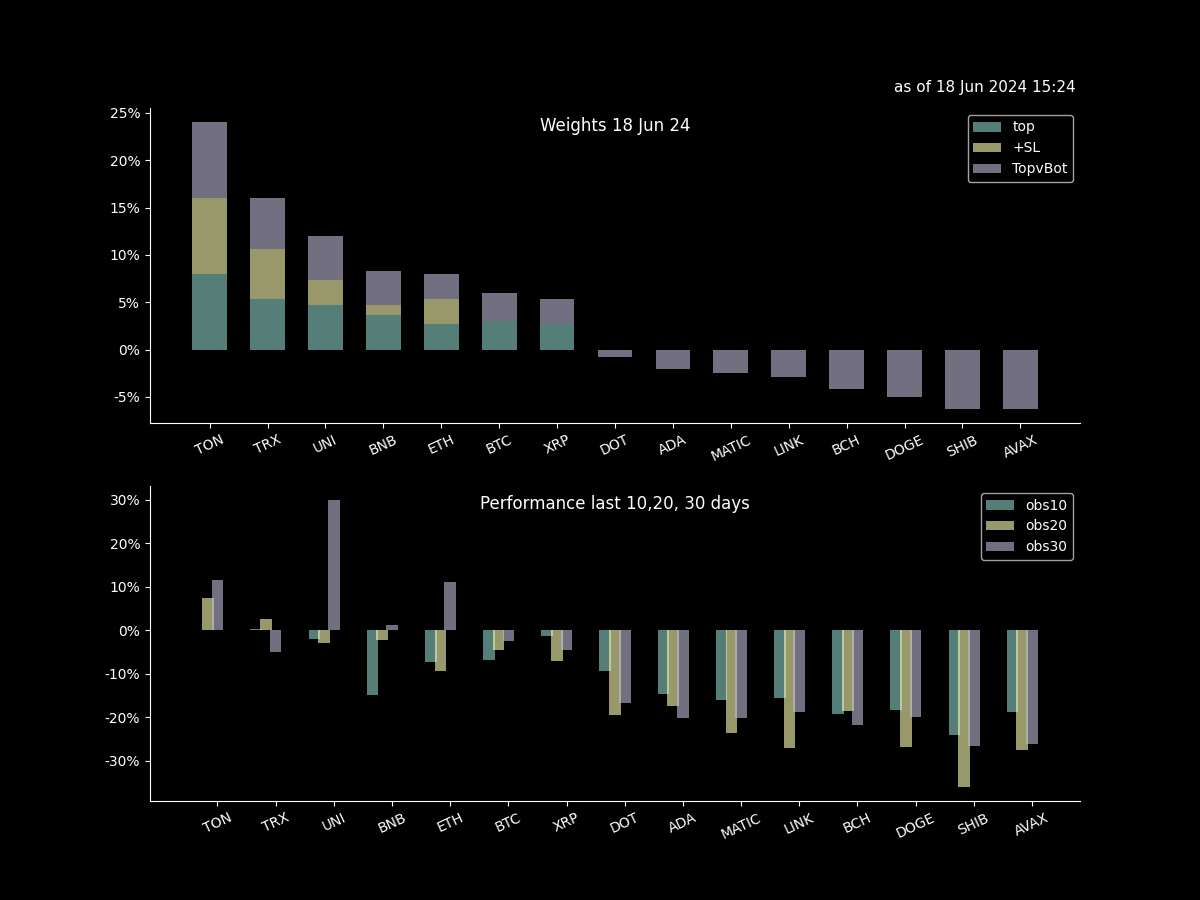 as of 18 Jun 2024 15:24
Weights 18 Jun 24
top
+SL
TopvBot
25%
20%
15%
10%
5%
0%
-5%
TON TRX UNI BNB ETH BTC XRP DOT ADA MATIC LINK BCH DOGE SHIB AVAX
Performance last 10,20, 30 days
obs10
obs20
obs30
30%
20%
10%
0%
-10%
-20%
-30%
TON TRX UNI BNB ETH BTC XRP DOT ADA MATIC LINK BCH DOGE SHIB AVAX